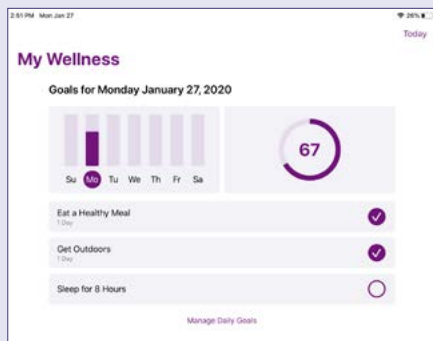 2:51 PM Mon Jan 27
26%
Today
My Wellness
Goals for Monday January 27, 2020
Su Mo Tu We Th Fr Sa
67
Eat a Healthy Meal
1 Day
Get Outdoors
1 Day
Sleep for 8 Hours
Manage Daily Goals